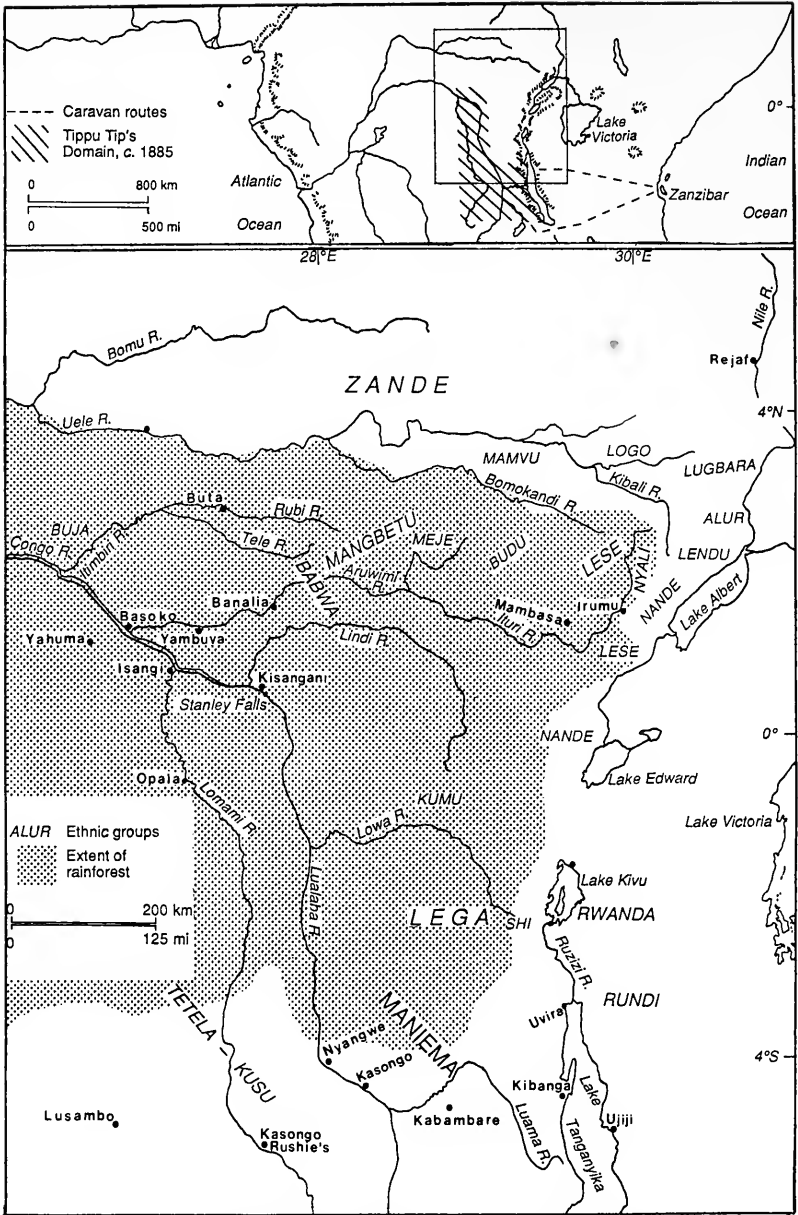 Caravan routes
Tippu Tip's
Domain, c. 1885
0 800 km
0 500 mi
Atlantic
Ocean
Lake
Victoria
0°
Indian
Ocean
Zanzibar
28°E
30°E
Bomu R.
Nile R.
Rejaf
ZANDE
4°N
Uele R.
MAMVU
LOGO
LUGBARA
Bomokandi R.
Kibali R.
Buta
Rubi R.
ALUR
BUJA
Itimbiri R.
Tele R.
MANGBETU
MEJE
BUDU
LESE
NYALI
LENDU
Congo R.
BABWA
Aruwimi
R.
NANDE
Lake Albert
Banalia
Mambasa
Irumu
Basoko
Yambuya
Yahuma
Lindi R.
Ituri R.
LESE
Isangi
Kisangani
Stanley Falls
NANDE
0°
Lake Edward
Opala
Lomami R.
KUMU
Lowa R.
Lake Victoria
ALUR Ethnic groups
Extent of
rainforest
0 200 km
0 125 mi
Lualaba R.
LEGA
SHI
Lake Kivu
RWANDA
Ruzizi R.
RUNDI
TETELA –
KUSU
MANIEMA
Uvira
Nyangwe
Kasongo
4°S
Kibanga
Lake
Tanganyika
Ujiji
Lusambo
Kabambare
Luama R.
Kasongo
Rushie's